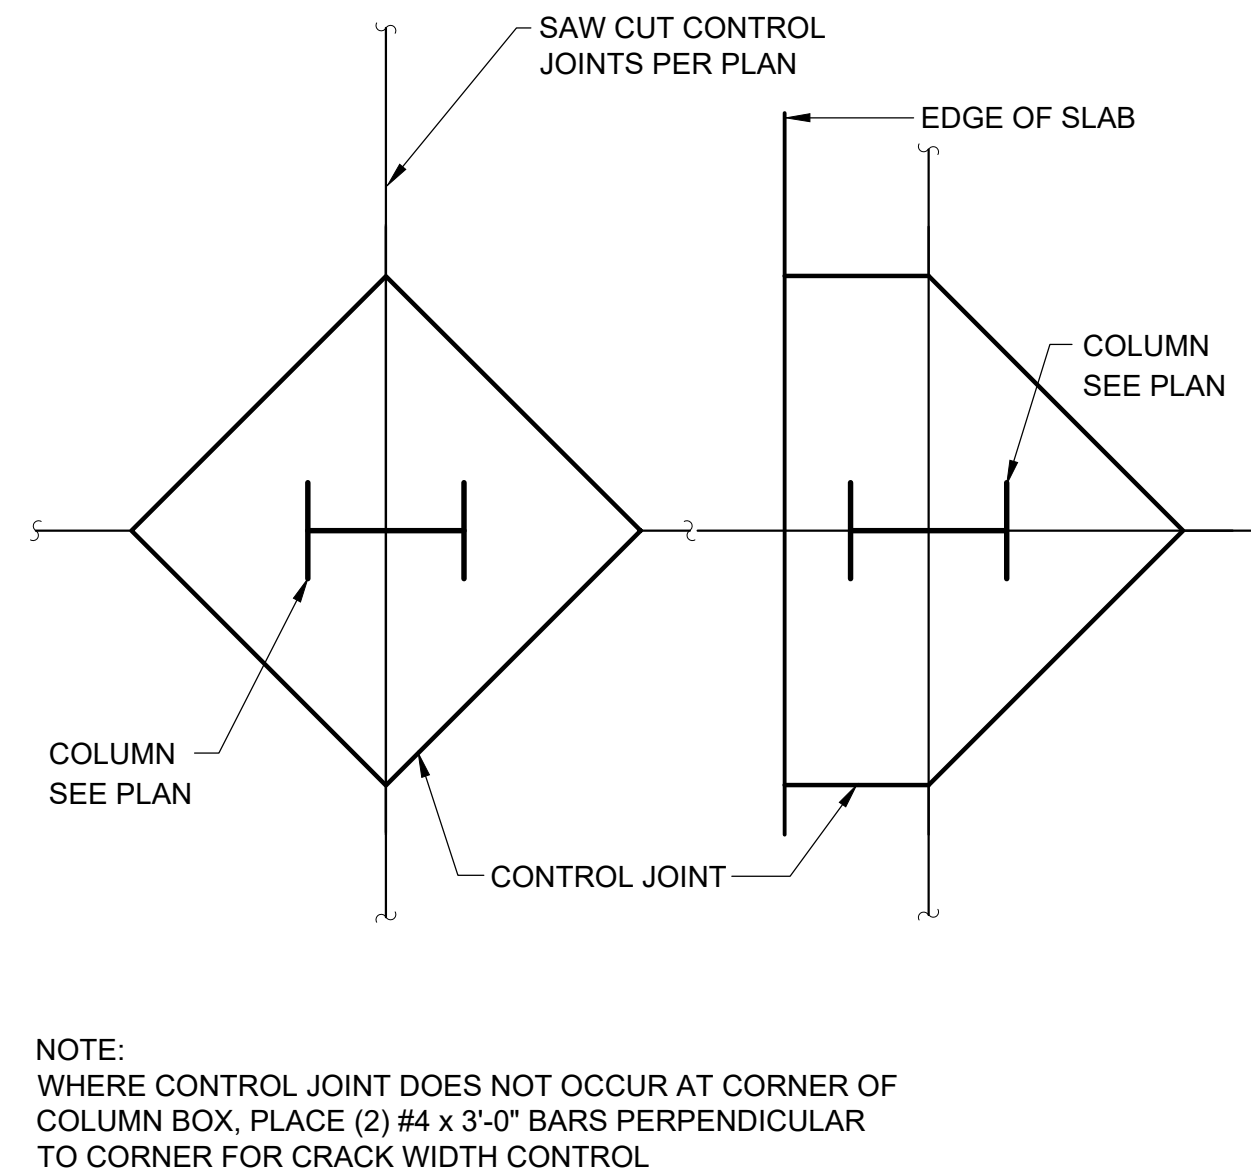 SAW CUT CONTROL
JOINTS PER PLAN
EDGE OF SLAB
COLUMN
SEE PLAN
COLUMN
SEE PLAN
CONTROL JOINT
NOTE:
WHERE CONTROL JOINT DOES NOT OCCUR AT CORNER OF
COLUMN BOX, PLACE (2) #4 x 3'-0" BARS PERPENDICULAR
TO CORNER FOR CRACK WIDTH CONTROL